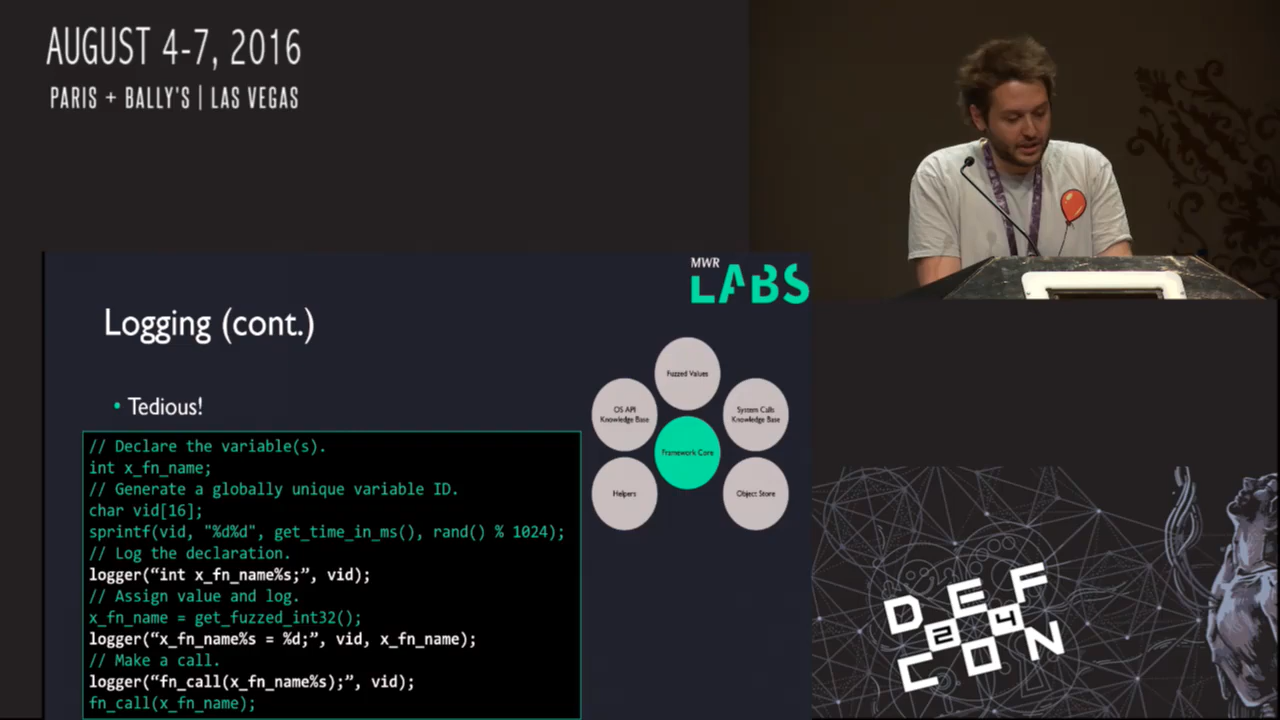 AUGUST 4-7, 2016
PARIS + BALLY'S | LAS VEGAS
MWR
LABS
Logging (cont.)
• Tedious!
// Declare the variable(s).
int x_fn_name;
// Generate a globally unique variable ID.
char vid[16];
sprintf(vid, "%d%d", get_time_in_ms(), rand() % 1024);
// Log the declaration.
logger(“int x_fn_name%s;”, vid);
// Assign value and log.
x_fn_name = get_fuzzed_int32();
logger(“x_fn_name%s = %d;”, vid, x_fn_name);
// Make a call.
logger(“fn_call(x_fn_name%s);”, vid);
fn_call(x_fn_name);
Fuzzed Values
OS API
Knowledge Base
System Calls
Knowledge Base
Framework Core
Helpers
Object Store
DEF
24
CON